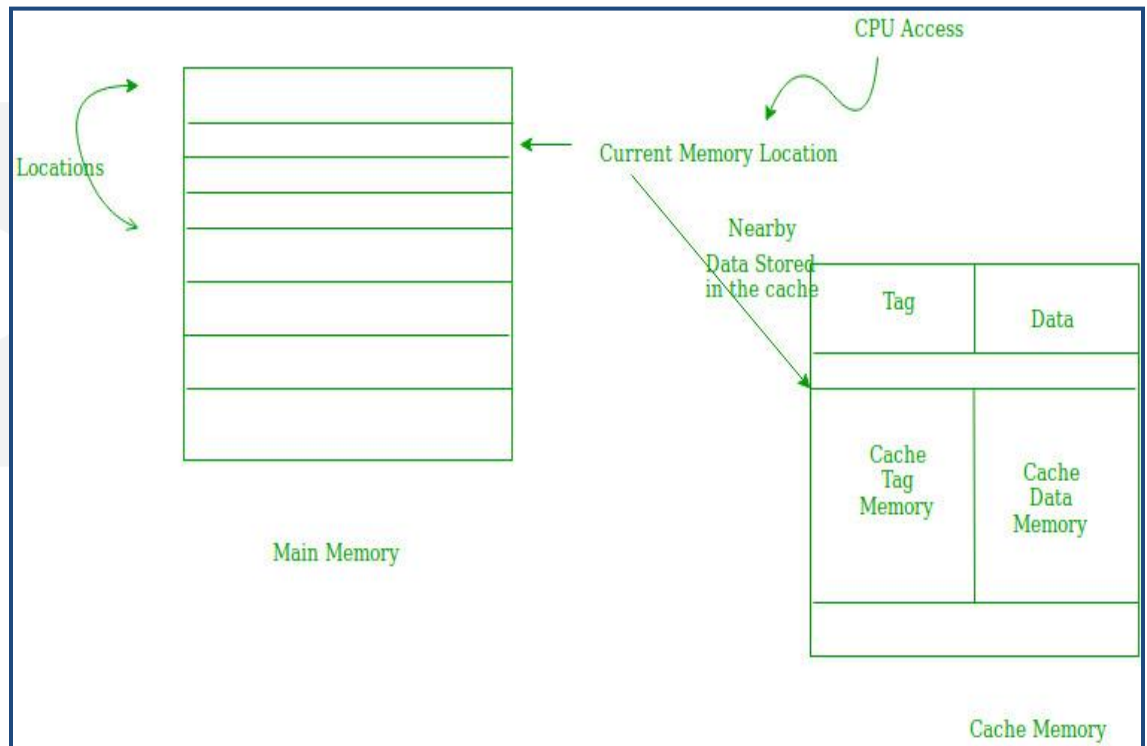 CPU Access
Locations
Current Memory Location
Nearby
Data Stored
in the cache
Tag
Data
Cache
Tag
Memory
Cache
Data
Memory
Main Memory
Cache Memory